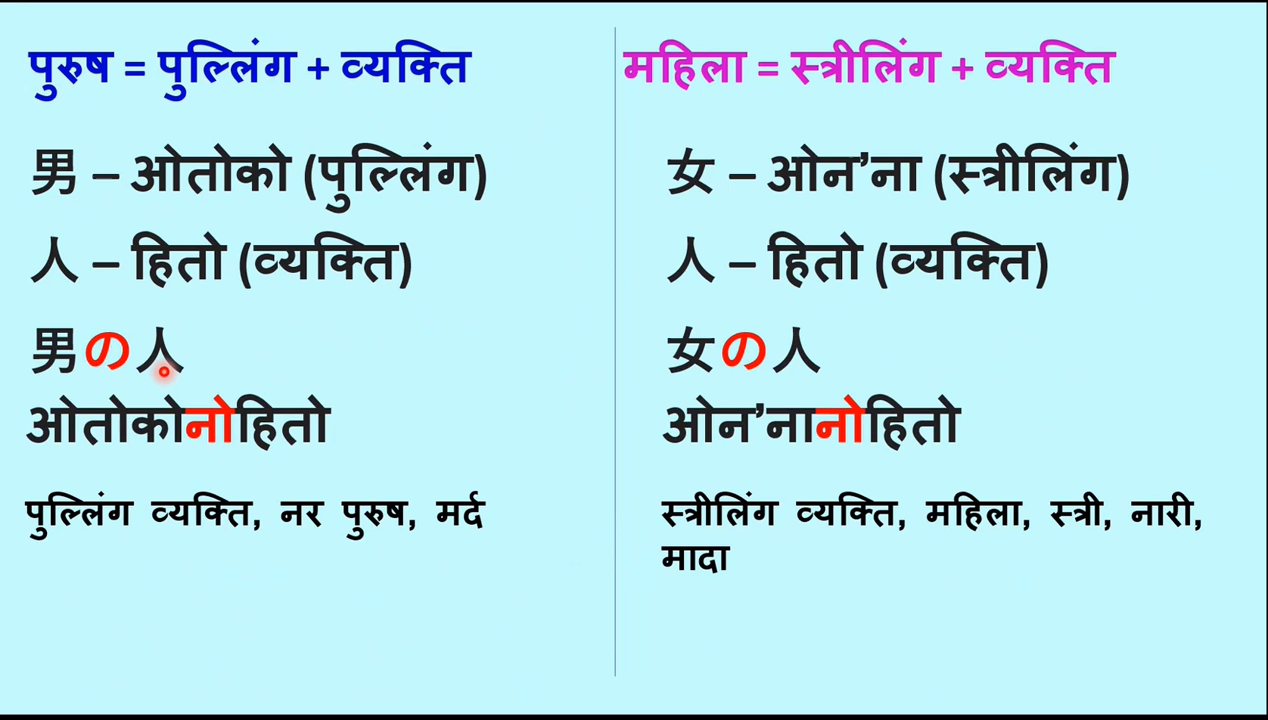 पुरुष = पुल्लिंग + व्यक्ति
男 – ओतोको (पुल्लिंग)
人 – हितो (व्यक्ति)
男の人
ओतोकोनोहितो
पुल्लिंग व्यक्ति, नर पुरुष, मर्द
महिला = स्त्रीलिंग + व्यक्ति
女 – ओन’ना (स्त्रीलिंग)
人 – हितो (व्यक्ति)
女の人
ओन’नानोहितो
स्त्रीलिंग व्यक्ति, महिला, स्त्री, नारी,
मादा